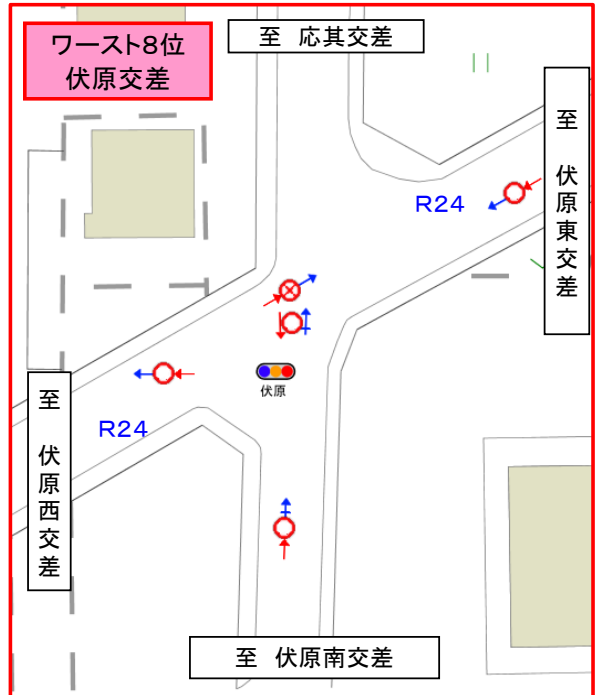 ワースト8位
伏原交差
至 応其交差
至 伏原東交差
R24
伏原
至 伏原西交差
R24
至 伏原南交差